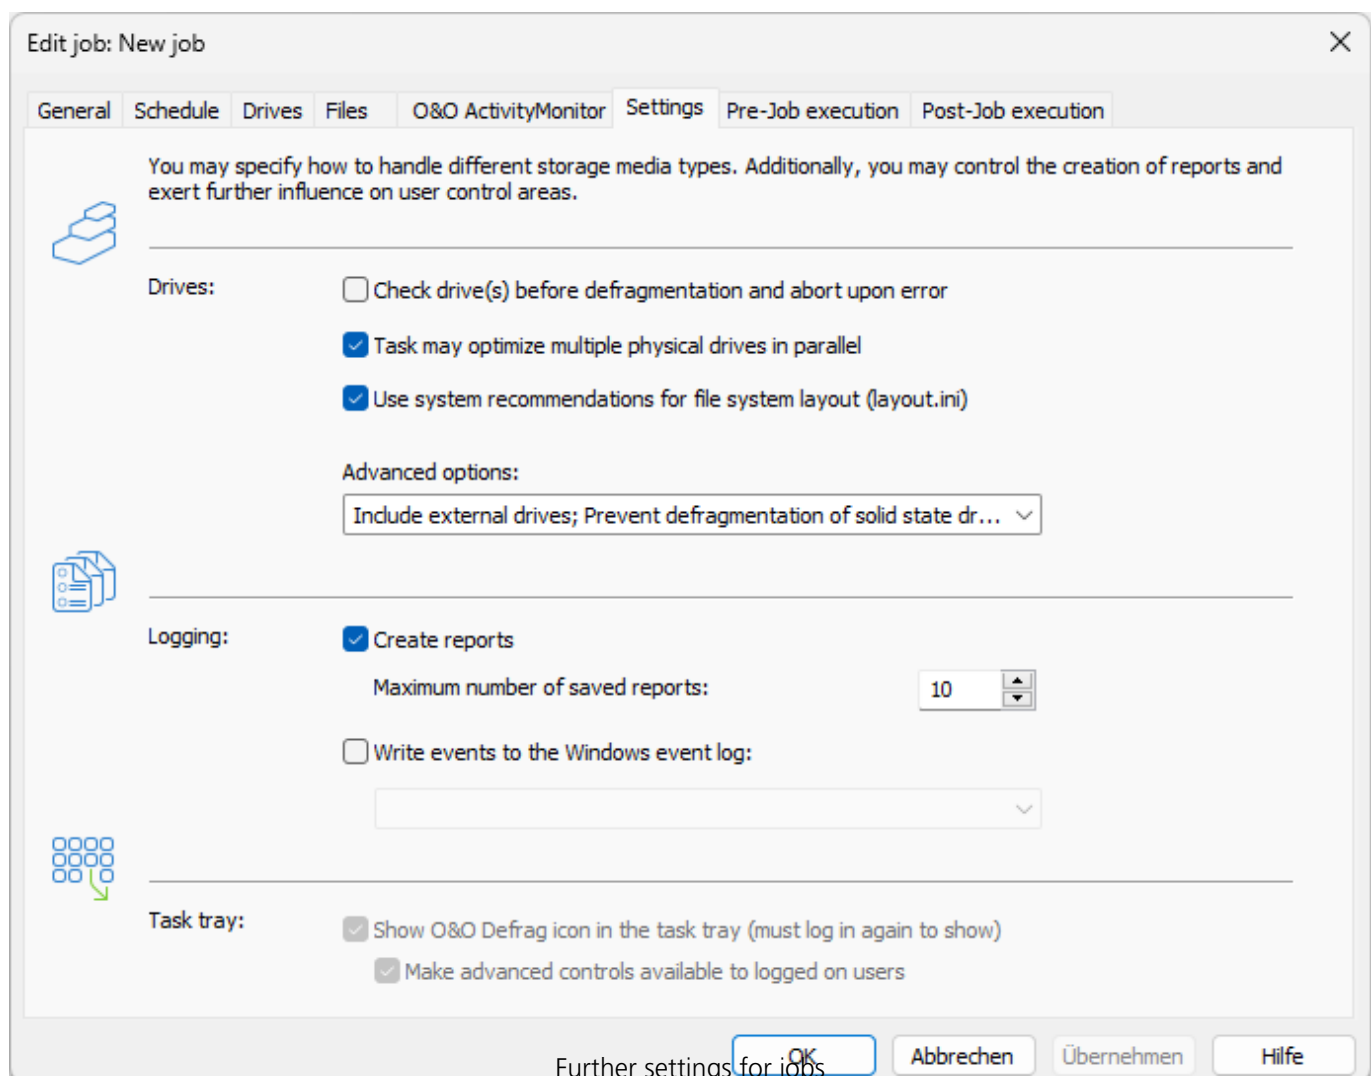 Edit job: New job
General Schedule Drives Files O&O ActivityMonitor Settings Pre-Job execution Post-Job execution
You may specify how to handle different storage media types. Additionally, you may control the creation of reports and
exert further influence on user control areas.
Drives:
Check drive(s) before defragmentation and abort upon error
Task may optimize multiple physical drives in parallel
Use system recommendations for file system layout (layout.ini)
Advanced options:
Include external drives; Prevent defragmentation of solid state dr...
Logging:
Create reports
Maximum number of saved reports: 10
Write events to the Windows event log:
Task tray:
Show O&O Defrag icon in the task tray (must log in again to show)
Make advanced controls available to logged on users
OK Abbrechen Übernehmen Hilfe
Further settings for jobs